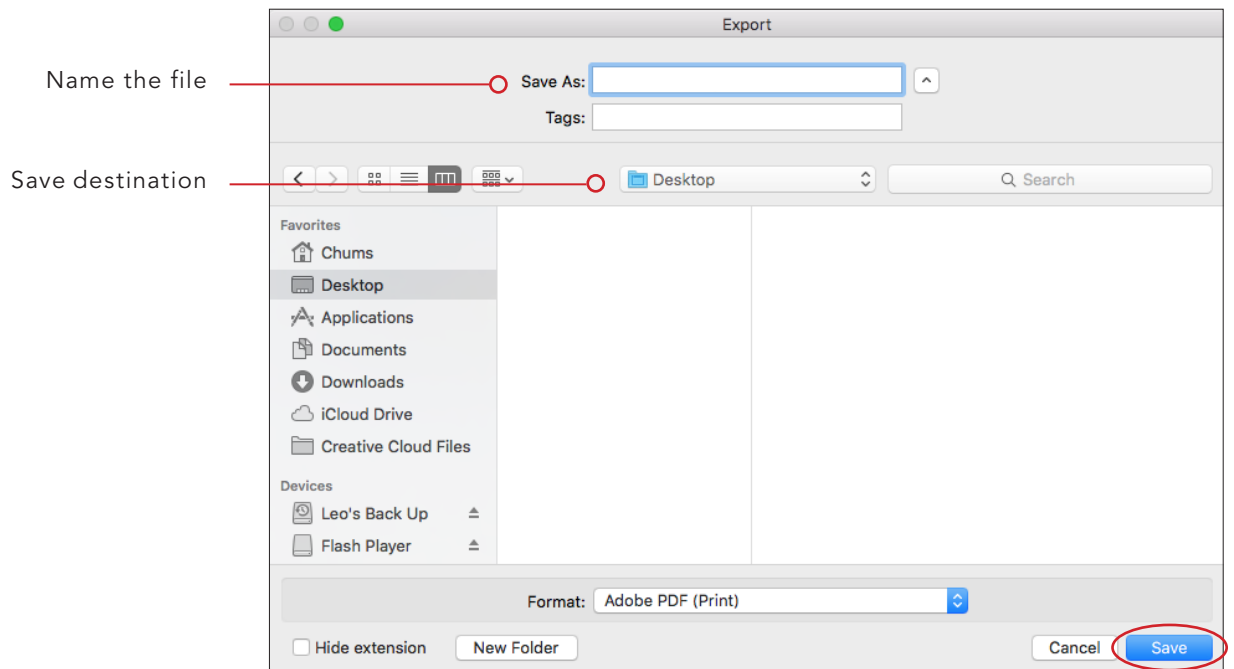 Export
Name the file
Save As:
Tags:
Save destination
Desktop
Search
Favorites
Chums
Desktop
Applications
Documents
Downloads
iCloud Drive
Creative Cloud Files
Devices
Leo's Back Up
Flash Player
Format: Adobe PDF (Print)
Hide extension New Folder Cancel Save